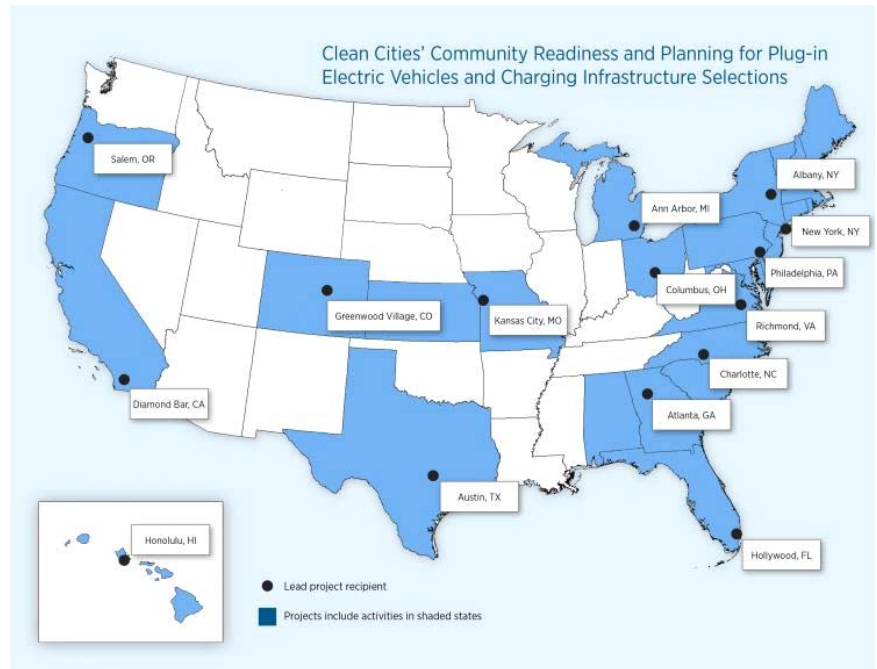 Clean Cities' Community Readiness and Planning for Plug-in
Electric Vehicles and Charging Infrastructure Selections
Salem, OR
Albany, NY
Ann Arbor, MI
New York, NY
Philadelphia, PA
Columbus, OH
Greenwood Village, CO
Kansas City, MO
Richmond, VA
Charlotte, NC
Diamond Bar, CA
Atlanta, GA
Austin, TX
Honolulu, HI
Hollywood, FL
Lead project recipient
Projects include activities in shaded states